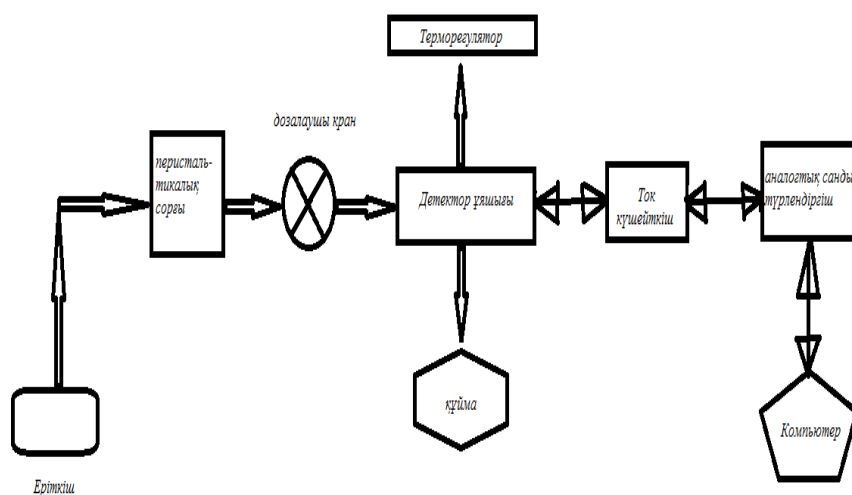 Терморегулятор
дозалаушы кран
перисталь-
тикалық
сорғы
Детектор ұяшығы
Ток
күшейткіш
аналогтық санды
түрлендіргіш
құйма
Компьютер
Еріткіш